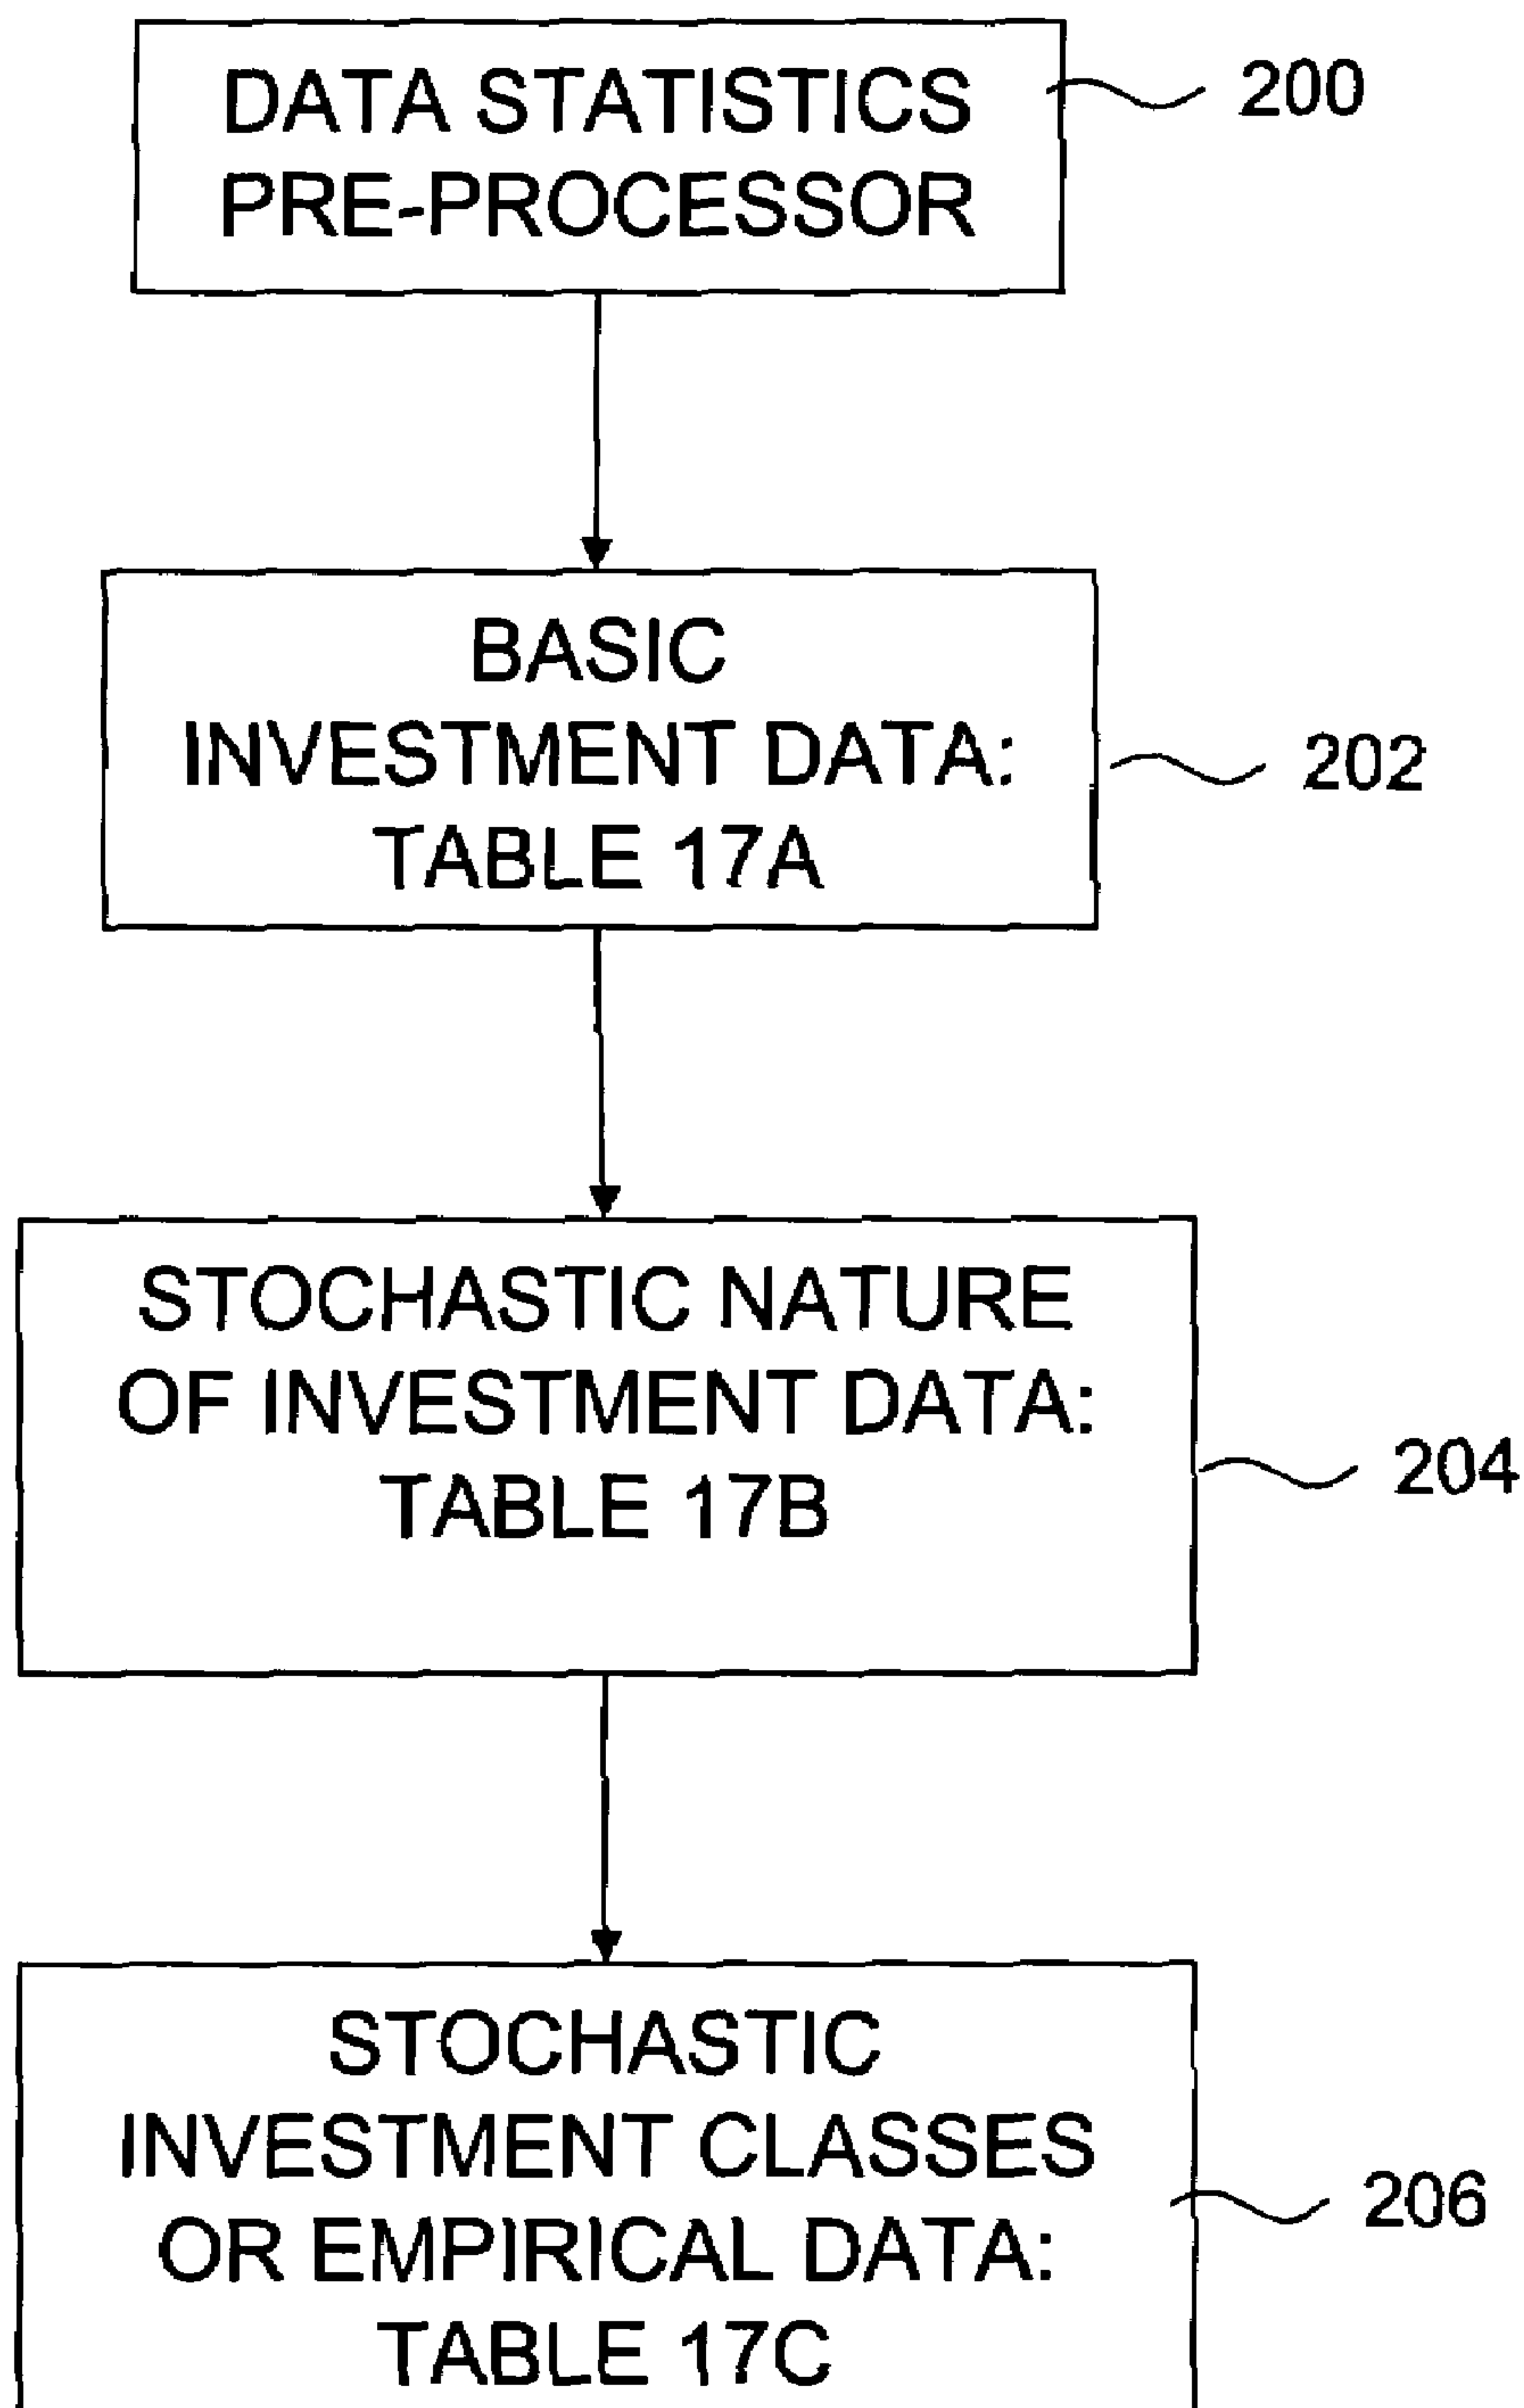 DATA STATISTICS
PRE-PROCESSOR
200
BASIC
INVESTMENT DATA:
TABLE 17A
202
STOCHASTIC NATURE
OF INVESTMENT DATA:
TABLE 17B
204
STOCHASTIC
INVESTMENT CLASSES
OR EMPIRICAL DATA:
TABLE 17C
206